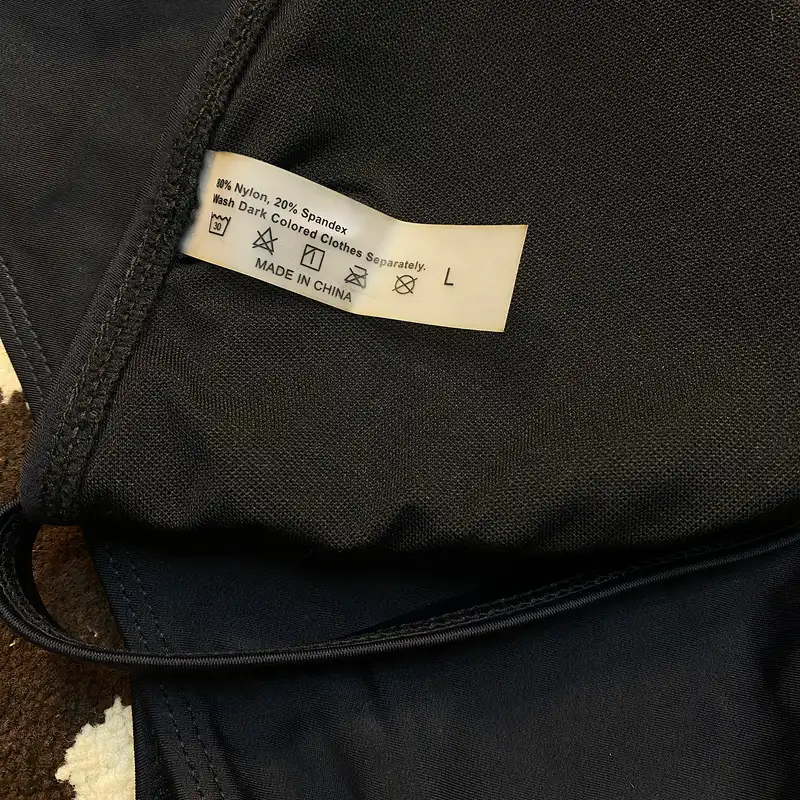 80% Nylon, 20% Spandex
Wash Dark Colored Clothes Separately.
30
MADE IN CHINA
L